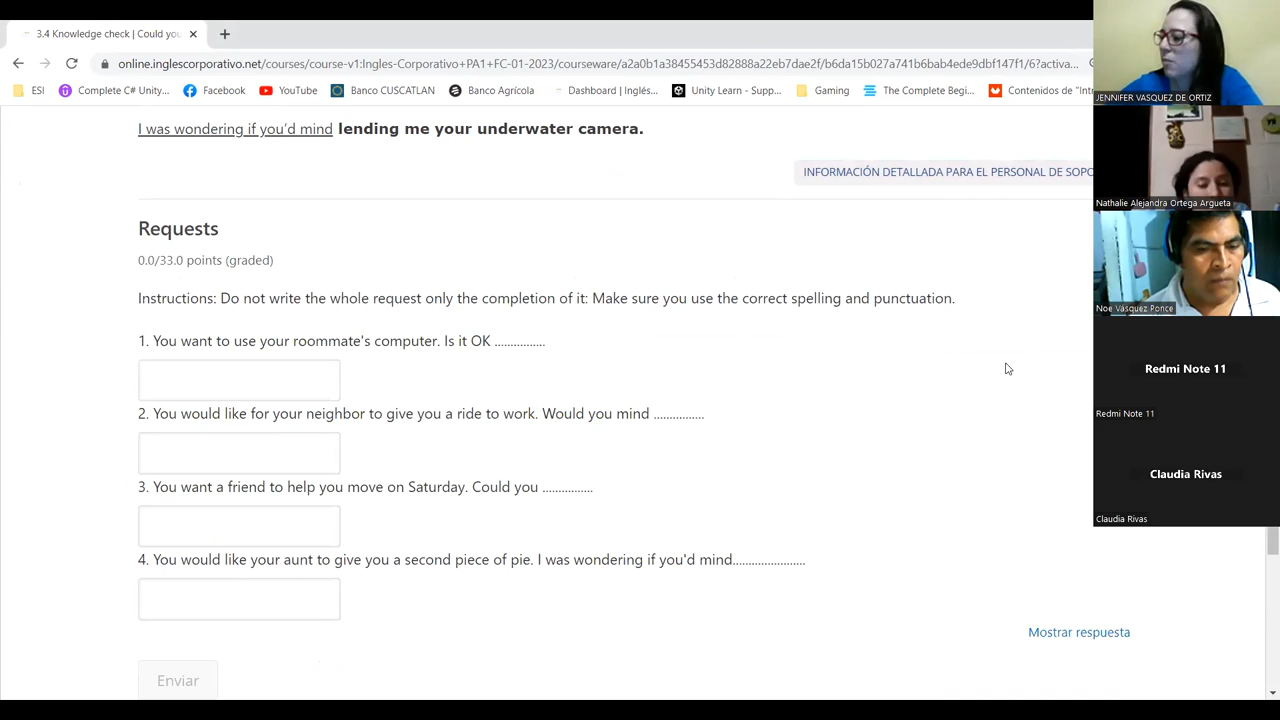 3.4 Knowledge check | Could you
online.inglescorporativo.net/courses/course-v1:Ingles-Corporativo+PA1+FC-01-2023/courseware/a2a0b1a38455453d82888a22eb7dae2f/b6da15b027a741b6bab4ede9dbf147f1/6?activa...
ESI Complete C# Unity... Facebook YouTube Banco CUSCATLAN Banco Agrícola Dashboard | Inglés... Unity Learn - Supp... Gaming The Complete Begi... Contenidos de "Int
I was wondering if you'd mind lending me your underwater camera.
INFORMACIÓN DETALLADA PARA EL PERSONAL DE SOPO
Requests
0.0/33.0 points (graded)
Instructions: Do not write the whole request only the completion of it: Make sure you use the correct spelling and punctuation.
1. You want to use your roommate's computer. Is it OK ...............
2. You would like for your neighbor to give you a ride to work. Would you mind ...............
3. You want a friend to help you move on Saturday. Could you ...............
4. You would like your aunt to give you a second piece of pie. I was wondering if you'd mind......................
Mostrar respuesta
Enviar
JENNIFER VASQUEZ DE ORTIZ
Nathalie Alejandra Ortega Argueta
Noe Vásquez Ponce
Redmi Note 11
Redmi Note 11
Claudia Rivas
Claudia Rivas